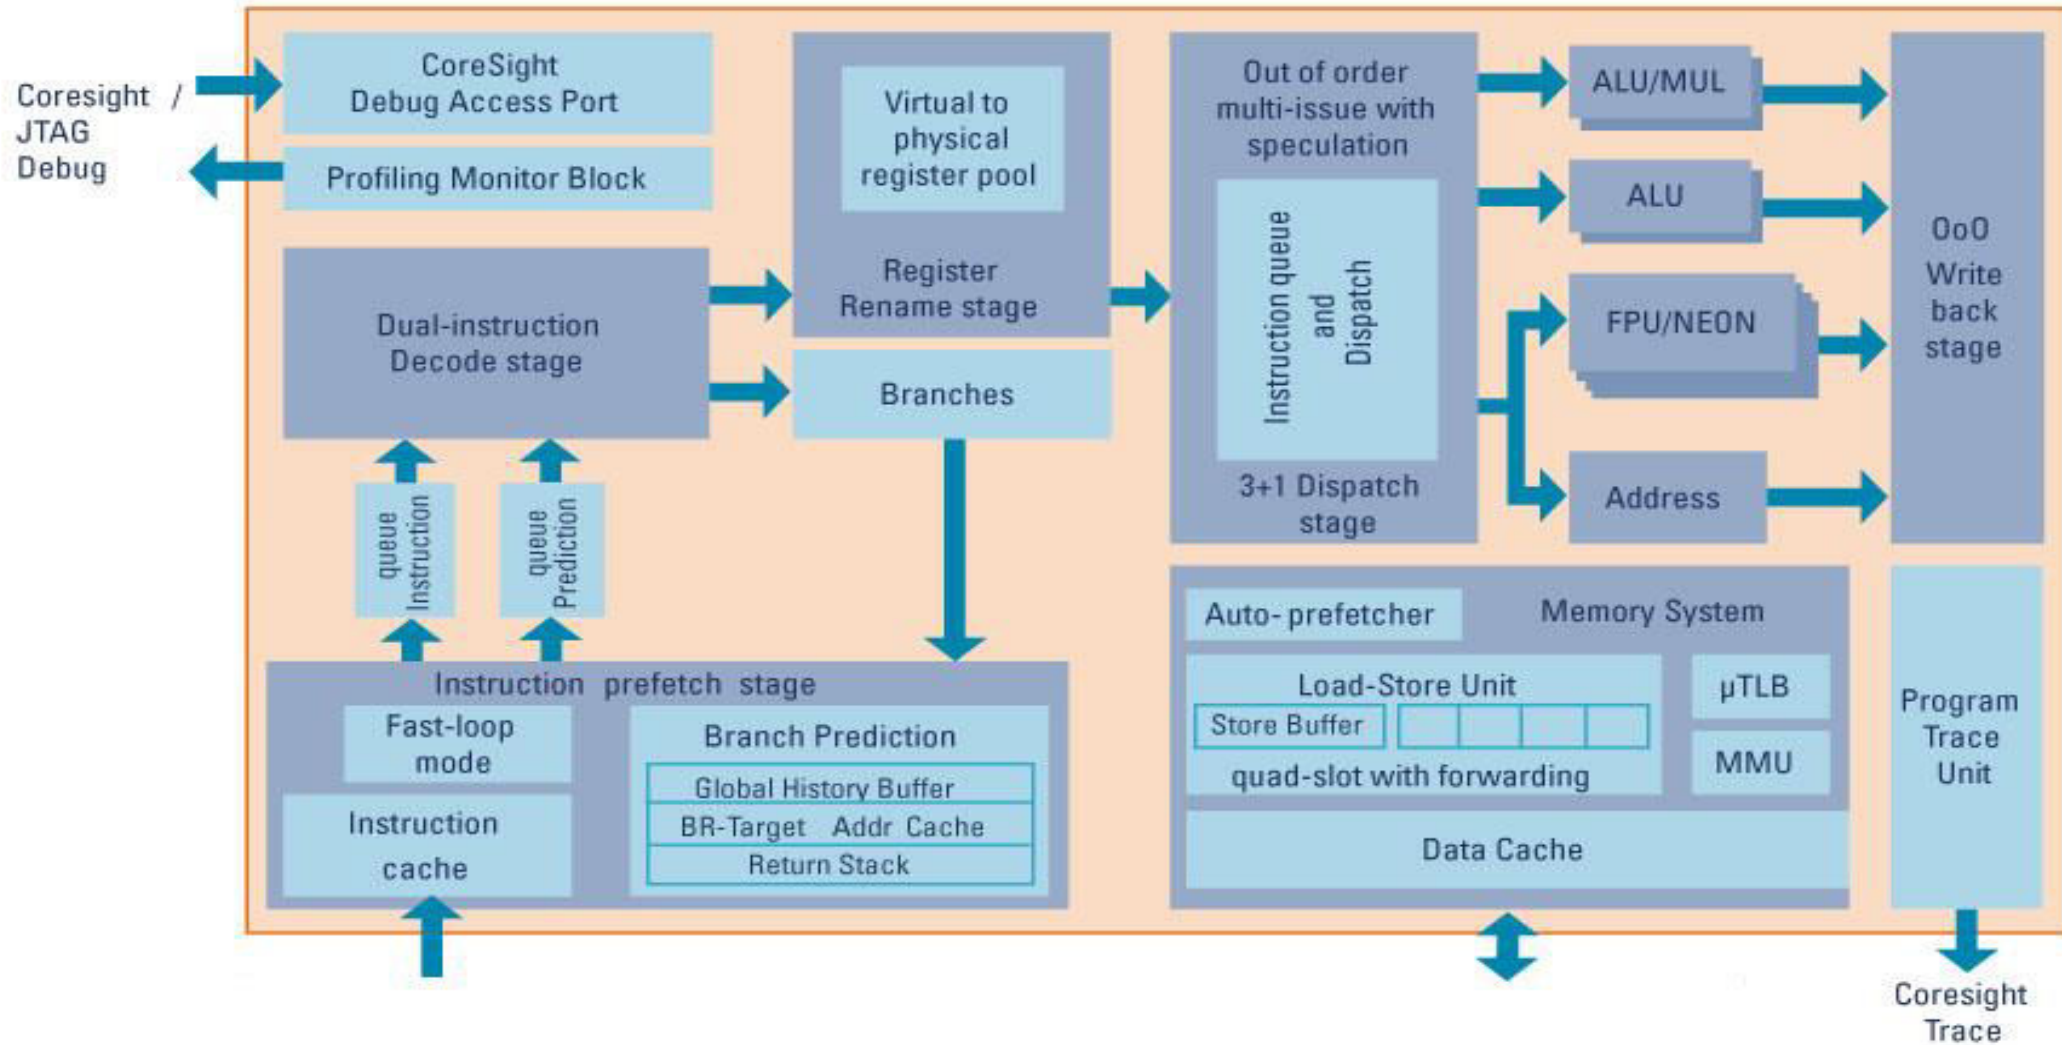 Coresight /
JTAG
Debug
CoreSight
Debug Access Port
Profiling Monitor Block
Virtual to
physical
register pool
Register
Rename stage
Dual-instruction
Decode stage
Branches
Out of order
multi-issue with
speculation
Instruction queue
and
Dispatch
3+1 Dispatch
stage
ALU/MUL
ALU
FPU/NEON
Address
OoO
Write
back
stage
queue
Instruction
queue
Prediction
Instruction prefetch stage
Fast-loop
mode
Instruction
cache
Branch Prediction
Global History Buffer
BR-Target Addr Cache
Return Stack
Auto- prefetcher
Memory System
Load-Store Unit
Store Buffer
quad-slot with forwarding
µTLB
MMU
Data Cache
Program
Trace
Unit
Coresight
Trace